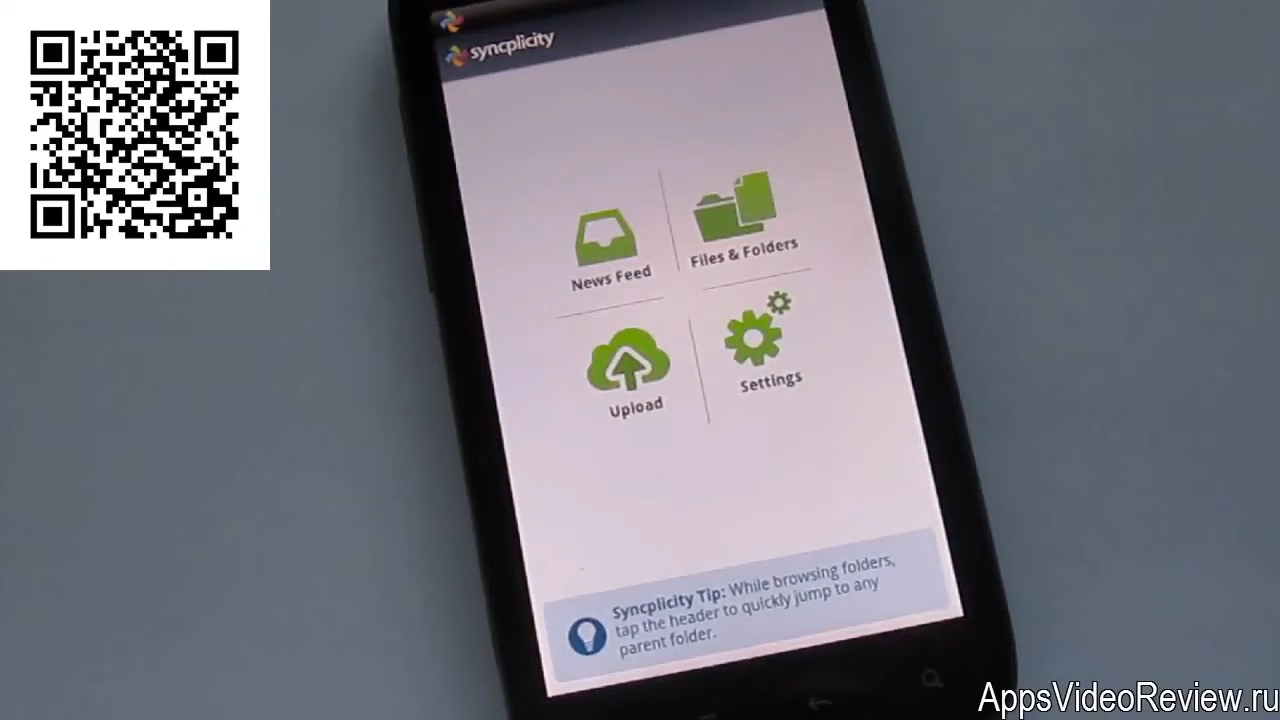 syncplicity
News Feed
Files & Folders
Upload
Settings
Syncplicity Tip: While browsing folders,
tap the header to quickly jump to any
parent folder.
AppsVideoReview.ru